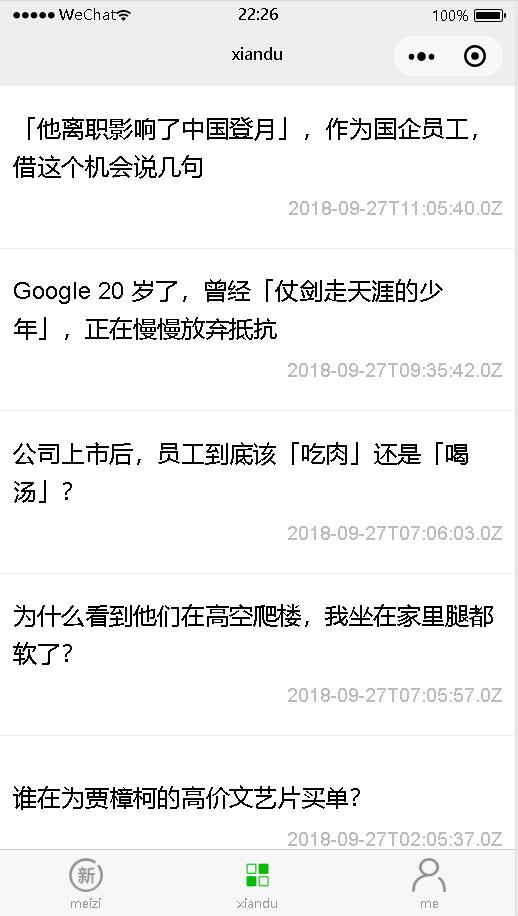 WeChat 22:26 100%
xiandu
「他离职影响了中国登月」，作为国企员工，
借这个机会说几句
2018-09-27T11:05:40.0Z
Google 20 岁了，曾经「仗剑走天涯的少
年」，正在慢慢放弃抵抗
2018-09-27T09:35:42.0Z
公司上市后，员工到底该「吃肉」还是「喝
汤」？
2018-09-27T07:06:03.0Z
为什么看到他们在高空爬楼，我坐在家里腿都
软了？
2018-09-27T07:05:57.0Z
谁在为贾樟柯的高价文艺片买单？
2018-09-27T02:05:37.0Z
新
meizi xiandu me